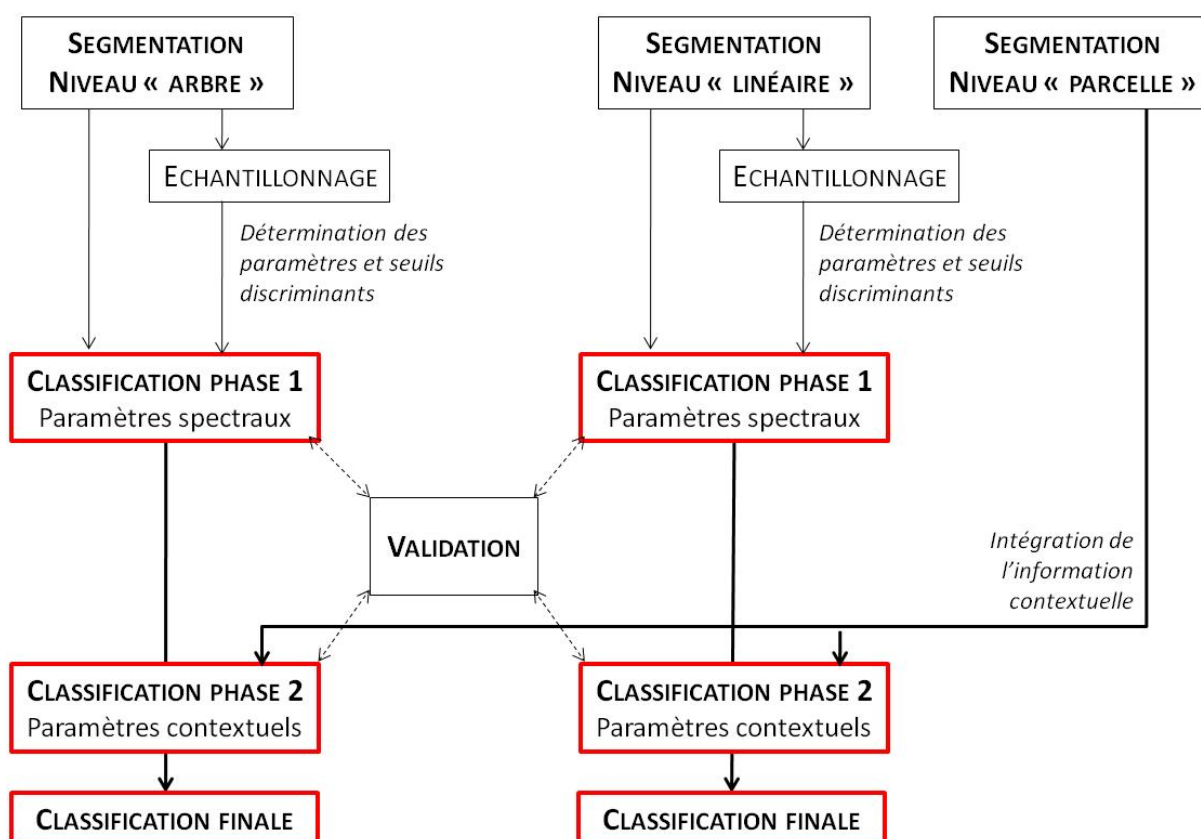 SEGMENTATION
NIVEAU « ARBRE »
SEGMENTATION
NIVEAU « LINÉAIRE »
SEGMENTATION
NIVEAU « PARCELLE »
ECHANTILLONNAGE
ECHANTILLONNAGE
Détermination des
paramètres et seuils
discriminants
Détermination des
paramètres et seuils
discriminants
CLASSIFICATION PHASE 1
Paramètres spectraux
CLASSIFICATION PHASE 1
Paramètres spectraux
VALIDATION
Intégration de
l'information
contextuelle
CLASSIFICATION PHASE 2
Paramètres contextuels
CLASSIFICATION PHASE 2
Paramètres contextuels
CLASSIFICATION FINALE
CLASSIFICATION FINALE